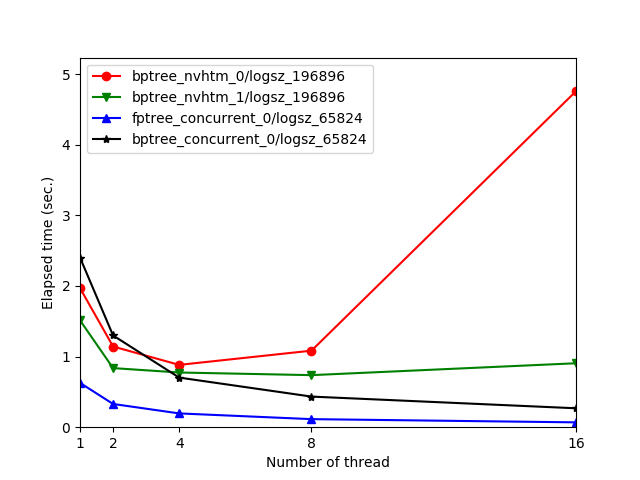 bptree_nvhtm_0/logsz_196896
bptree_nvhtm_1/logsz_196896
fptree_concurrent_0/logsz_65824
bptree_concurrent_0/logsz_65824
Elapsed time (sec.)
5
4
3
2
1
0
1 2 4 8 16
Number of thread